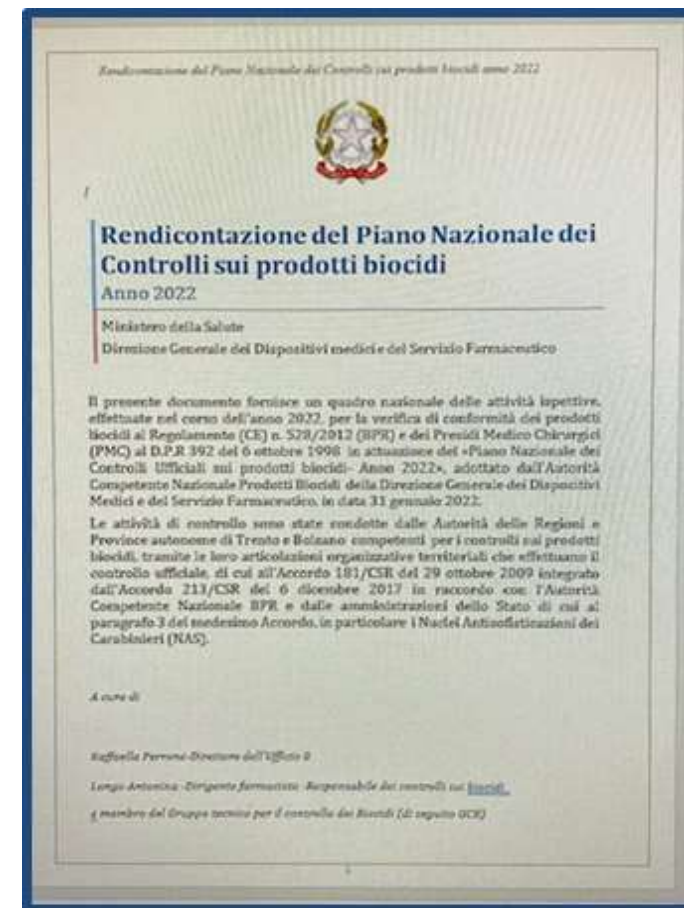 Rendicontazione del Piano Nazionale dei Controlli sui prodotti biocidi anno 2022
Rendicontazione del Piano Nazionale dei
Controlli sui prodotti biocidi
Anno 2022
Ministero della Salute
Direzione Generale dei Dispositivi medici e del Servizio Farmaceutico
Il presente documento fornisce un quadro nazionale delle attività ispettive,
effettuate nel corso dell'anno 2022, per la verifica di conformità dei prodotti
biocidi al Regolamento (CE) n. 528/2012 (BPR) e dei Presidi Medico Chirurgici
(PMC) al D.P.R 392 del 6 ottobre 1998 in attuazione del «Piano Nazionale dei
Controlli Ufficiali sui prodotti biocidi- Anno 2022», adottato dall'Autorità
Competente Nazionale Prodotti Biocidi della Direzione Generale dei Dispositivi
Medici e del Servizio Farmaceutico, in data 31 gennaio 2022.
Le attività di controllo sono state condotte dalle Autorità delle Regioni e
Province autonome di Trento e Bolzano competenti per i controlli sui prodotti
biocidi, tramite le loro articolazioni organizzative territoriali che effettuano il
controllo ufficiale, di cui all'Accordo 181/CSR del 29 ottobre 2009 integrato
dall'Accordo 213/CSR del 6 dicembre 2017 in raccordo con l'Autorità
Competente Nazionale BPR e dalle amministrazioni dello Stato di cui al
paragrafo 3 del medesimo Accordo, in particolare i Nuclei Antisofisticazioni dei
Carabinieri (NAS).
A cura di
Raffaella Perrone-Direttore dell'Ufficio
Longo Antonina -Dirigente farmacista -Responsabile dei controlli sui biocidi
e membro del Gruppo tecnico per il controllo dei Biocidi (di seguito GCB)